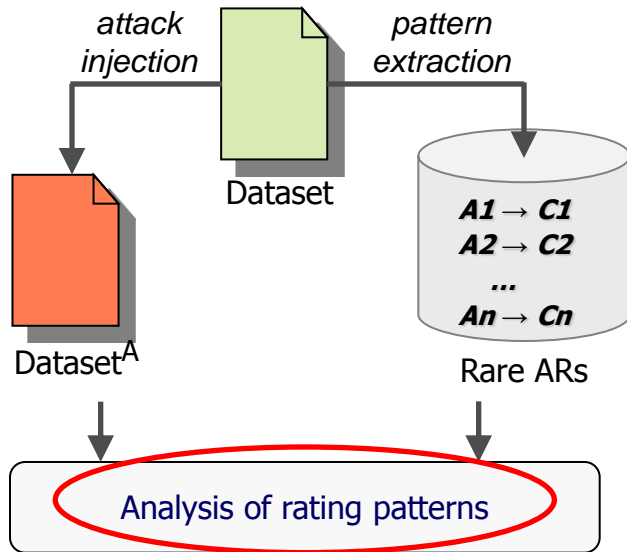 attack
injection
pattern
extraction
Dataset
A1 → C1
A2 → C2
...
An → Cn
Dataset^A
Rare ARs
Analysis of rating patterns